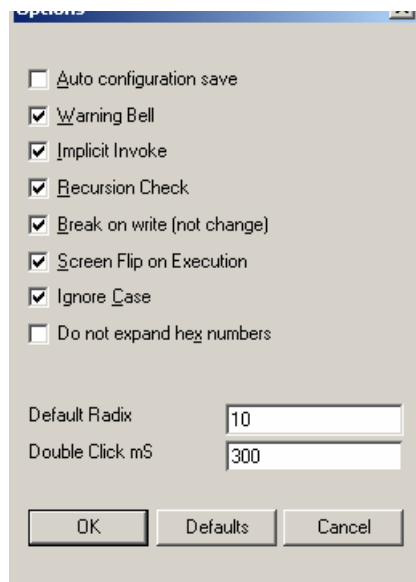 Options
Auto configuration save
Warning Bell
Implicit Invoke
Recursion Check
Break on write (not change)
Screen Flip on Execution
Ignore Case
Do not expand hex numbers
Default Radix 10
Double Click mS 300
OK Defaults Cancel